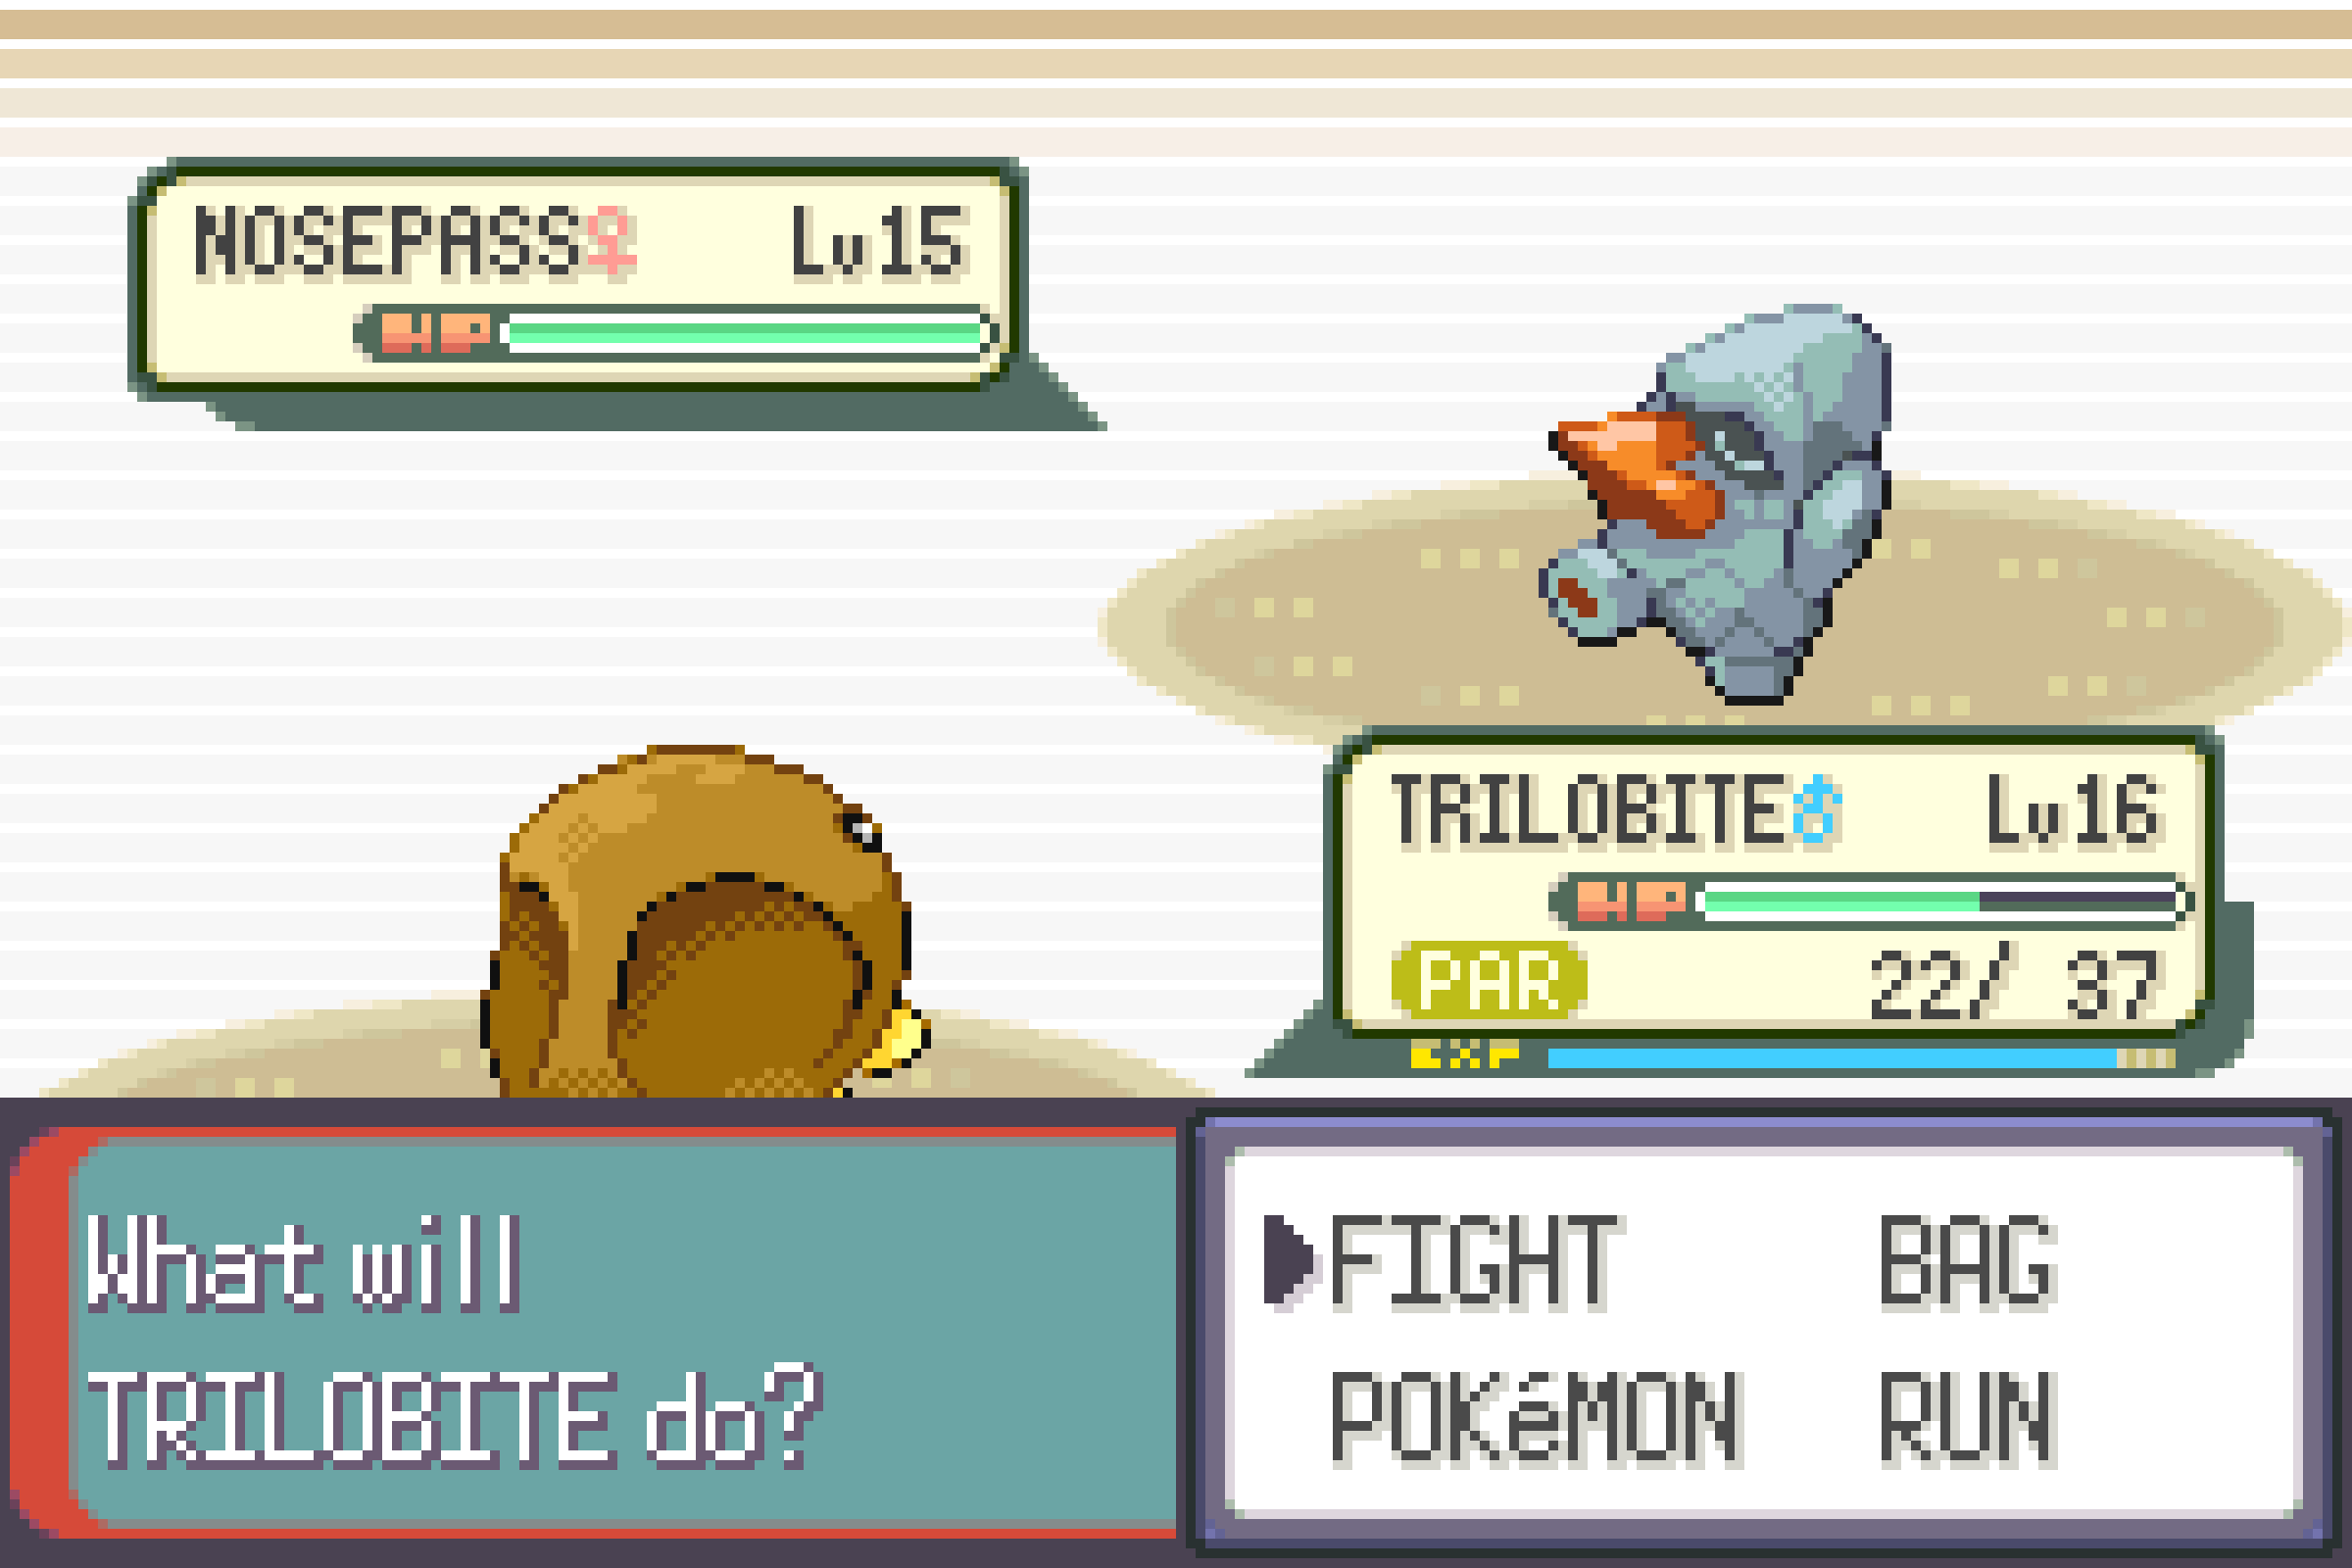 NOSEPASS♀ Lv15
HP
TRILOBITE♂ Lv16
HP
PAR 22/ 37
EXP
What will
TRILOBITE do?
FIGHT BAG
POKéMON RUN